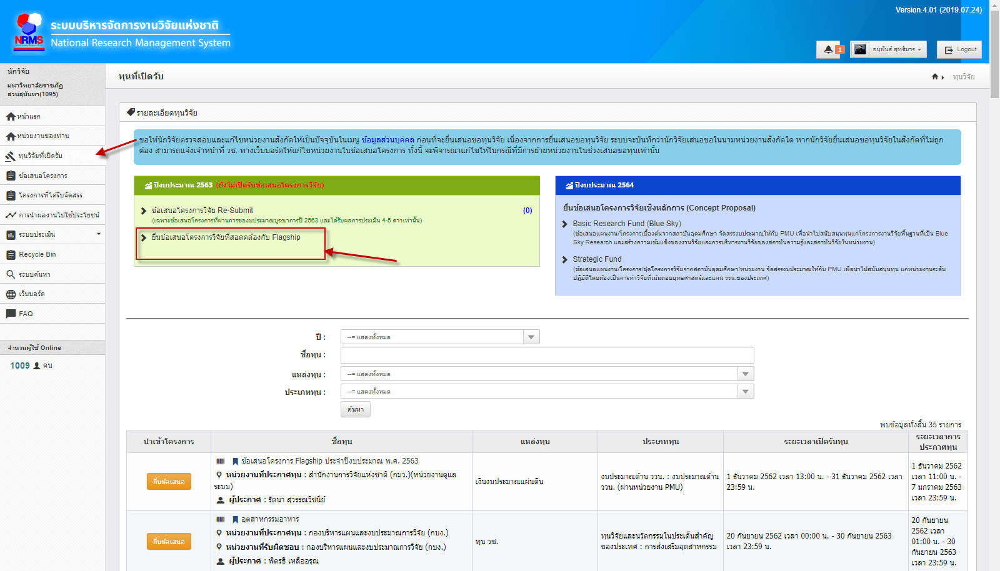 Version.4.01 (2019.07.24)
ระบบบริหารจัดการงานวิจัยแห่งชาติ
NRMS
National Research Management System
1
อนุพันธ์ สุทธิมาร
Logout
นักวิจัย
มหาวิทยาลัยราชภัฏ
สวนสุนันทา(1095)
ทุนที่เปิดรับ
ทุนวิจัย
หน้าแรก
หน่วยงานของท่าน
ทุนวิจัยที่เปิดรับ
ข้อเสนอโครงการ
โครงการที่ได้รับจัดสรร
การนำผลงานไปใช้ประโยชน์
ระบบประเมิน
Recycle Bin
ระบบค้นหา
เว็บบอร์ด
FAQ
จำนวนผู้ใช้ Online
1009 คน
รายละเอียดทุนวิจัย
ขอให้นักวิจัยตรวจสอบและแก้ไขหน่วยงานสังกัดให้เป็นปัจจุบันในเมนู ข้อมูลส่วนบุคคล ก่อนที่จะยื่นเสนอขอทุนวิจัย เนื่องจากการยื่นเสนอขอทุนวิจัย ระบบจะบันทึกว่านักวิจัยเสนอขอในนามหน่วยงานสังกัดใด หากนักวิจัยยื่นเสนอขอทุนวิจัยในสังกัดที่ไม่ถูก
ต้อง สามารถแจ้งเจ้าหน้าที่ วช. ทางเว็บบอร์ดให้แก้ไขหน่วยงานในข้อเสนอโครงการ ทั้งนี้ จะพิจารณาแก้ไขให้ในกรณีที่มีการย้ายหน่วยงานในช่วงเสนอขอทุนเท่านั้น
ปีงบประมาณ 2563 (ยังไม่เปิดรับข้อเสนอโครงการวิจัย)
ข้อเสนอโครงการวิจัย Re-Submit (0)
(เฉพาะข้อเสนอโครงการที่ผ่านการของบประมาณบูรณาการปี 2563 และได้รับผลการประเมิน 4-5 ดาวเท่านั้น)
ยื่นข้อเสนอโครงการวิจัยที่สอดคล้องกับ Flagship
ปีงบประมาณ 2564
ยื่นข้อเสนอโครงการวิจัยเชิงหลักการ (Concept Proposal)
Basic Research Fund (Blue Sky)
(ข้อเสนอแผนงาน/โครงการเบื้องต้นจากสถาบันอุดมศึกษา จัดสรรงบประมาณให้กับ PMU เพื่อนำไปสนับสนุนทุนแก่โครงการงานวิจัยพื้นฐานที่เป็น Blue
Sky Research และสร้างความเข้มแข็งของงานวิจัยและการบริหารงานวิจัยของสถาบันความรู้และสถาบันวิจัยในหน่วยงาน)
Strategic Fund
(ข้อเสนอแผนงาน/โครงการ/ชุดโครงการวิจัยจากสถาบันอุดมศึกษา/หน่วยงาน จัดสรรงบประมาณให้กับ PMU เพื่อนำไปสนับสนุนทุน แก่หน่วยงานระดับ
ปฏิบัติโดยต้องเป็นการทำวิจัยที่เน้นตอบยุทธศาสตร์และแผน ววน.ของประเทศ)
ปี : --= แสดงทั้งหมด
ชื่อทุน :
แหล่งทุน : --= แสดงทั้งหมด
ประเภททุน : --= แสดงทั้งหมด
ค้นหา
พบข้อมูลทั้งสิ้น 35 รายการ
นำเข้าโครงการ ชื่อทุน แหล่งทุน ประเภททุน ระยะเวลาเปิดรับทุน ระยะเวลาการ
ประกาศทุน
ยื่นข้อเสนอ
ข้อเสนอโครงการ Flagship ประจำปีงบประมาณ พ.ศ. 2563
หน่วยงานที่ประกาศทุน : สำนักงานการวิจัยแห่งชาติ (กมว.)(หน่วยงานดูแล
ระบบ)
ผู้ประกาศ : รัตนา สุวรรณวิชนีย์
เงินงบประมาณแผ่นดิน
งบประมาณด้าน ววน. : งบประมาณด้าน
ววน. (ผ่านหน่วยงาน PMU)
1 ธันวาคม 2562 เวลา 13:00 น. - 31 ธันวาคม 2562 เวลา
23:59 น.
1 ธันวาคม 2562
เวลา 11:00 น. -
7 มกราคม 2563
เวลา 23:59 น.
ยื่นข้อเสนอ
อุตสาหกรรมอาหาร
หน่วยงานที่ประกาศทุน : กองบริหารแผนและงบประมาณการวิจัย (กบง.)
หน่วยงานที่รับผิดชอบ : กองบริหารแผนและงบประมาณการวิจัย (กบง.)
ผู้ประกาศ : พิตรธี เหลืออรุณ
ทุน วช.
ทุนวิจัยและนวัตกรรมในประเด็นสำคัญ
ของประเทศ : การส่งเสริมอุตสาหกรรม
20 กันยายน 2562 เวลา 00:00 น. - 30 กันยายน 2563
เวลา 23:59 น.
20 กันยายน
2562 เวลา
01:00 น. - 30
กันยายน 2563
เวลา 23:59 น.